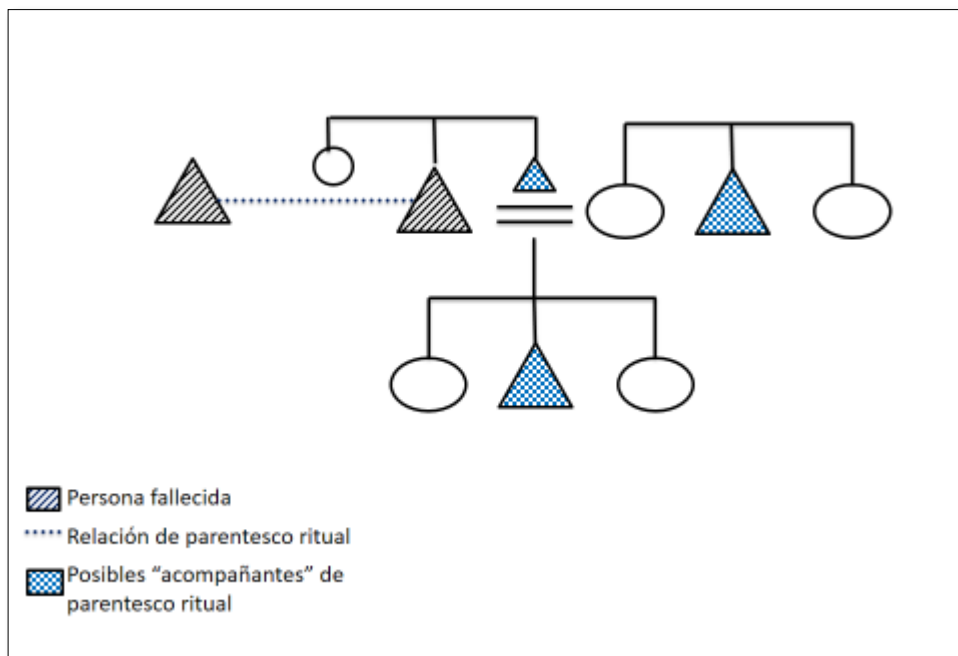 Persona fallecida
Relación de parentesco ritual
Posibles “acompañantes” de
parentesco ritual